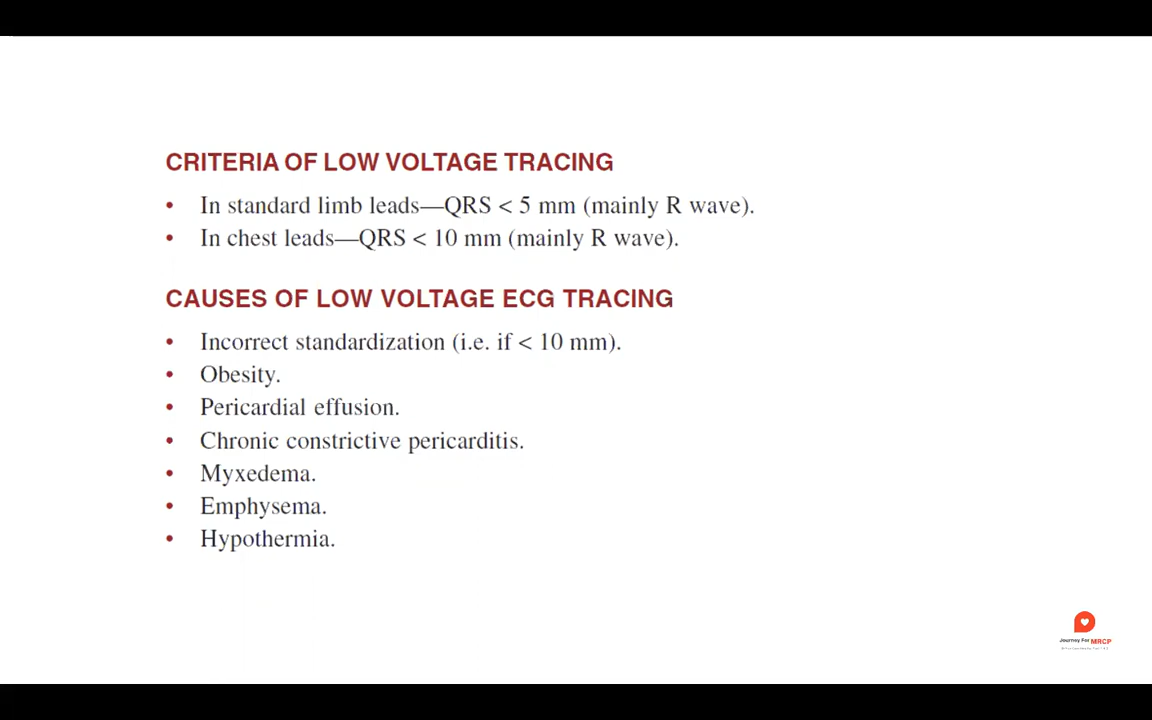 CRITERIA OF LOW VOLTAGE TRACING
• In standard limb leads—QRS < 5 mm (mainly R wave).
• In chest leads—QRS < 10 mm (mainly R wave).
CAUSES OF LOW VOLTAGE ECG TRACING
• Incorrect standardization (i.e. if < 10 mm).
• Obesity.
• Pericardial effusion.
• Chronic constrictive pericarditis.
• Myxedema.
• Emphysema.
• Hypothermia.
Journey For MRCP